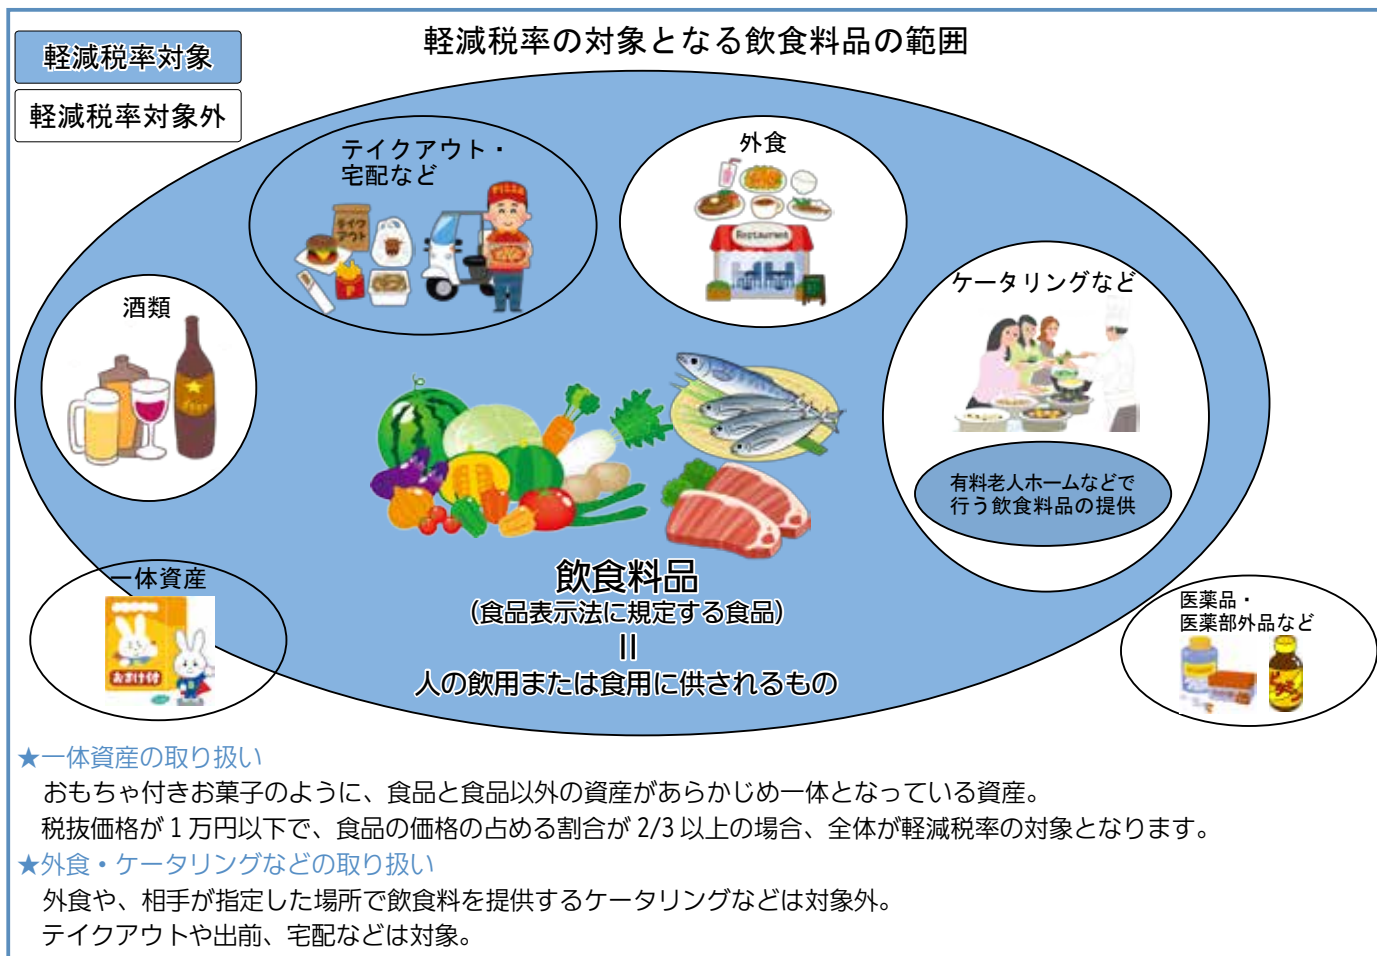 軽減税率の対象となる飲食料品の範囲
軽減税率対象
軽減税率対象外
テイクアウト・
宅配など
PIZZA
テイク
アウト
外食
Restaurant
ケータリングなど
酒類
有料老人ホームなどで
行う飲食料品の提供
一体資産
おまけ付
飲食料品
（食品表示法に規定する食品）
＝
人の飲用または食用に供されるもの
医薬品・
医薬部外品など
★一体資産の取り扱い
おもちゃ付きお菓子のように、食品と食品以外の資産があらかじめ一体となっている資産。
税抜価格が１万円以下で、食品の価格の占める割合が 2/3 以上の場合、全体が軽減税率の対象となります。
★外食・ケータリングなどの取り扱い
外食や、相手が指定した場所で飲食料を提供するケータリングなどは対象外。
テイクアウトや出前、宅配などは対象。